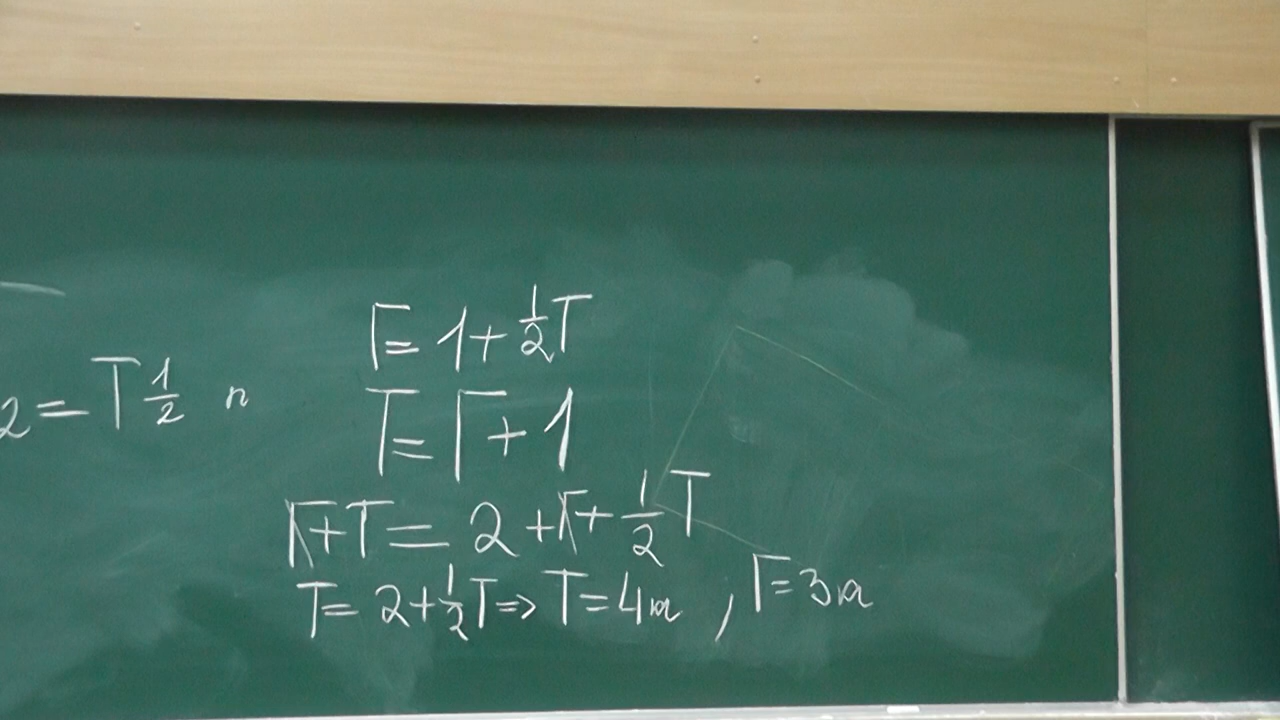 2 = T 1/2 л
Г = 1 + 1/2 T
T = Г + 1
Г + T = 2 + Г + 1/2 T
T = 2 + 1/2 T => T = 4 л , Г = 3 л